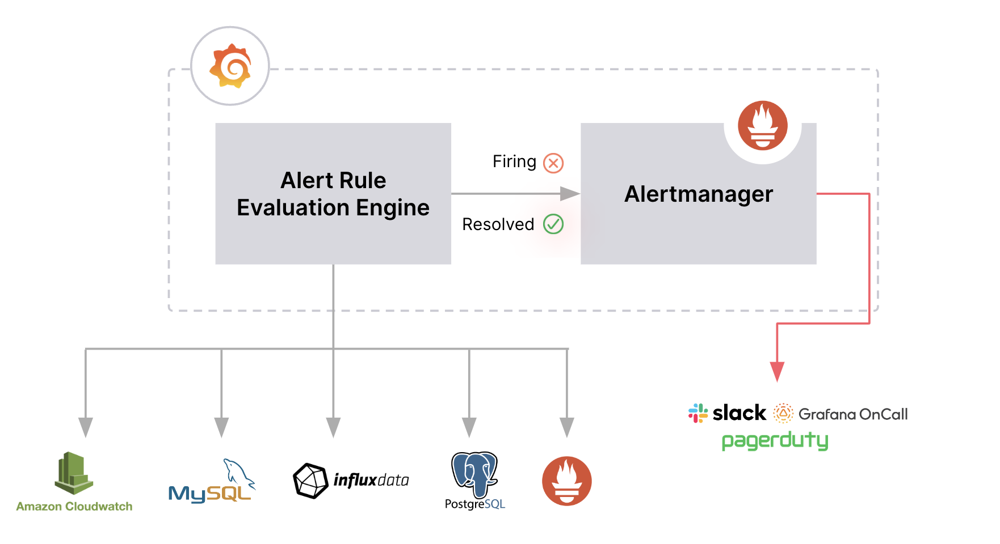 Alert Rule
Evaluation Engine
Firing
Resolved
Alertmanager
slack
Grafana OnCall
pagerduty
Amazon Cloudwatch
MySQL
influxdata
PostgreSQL